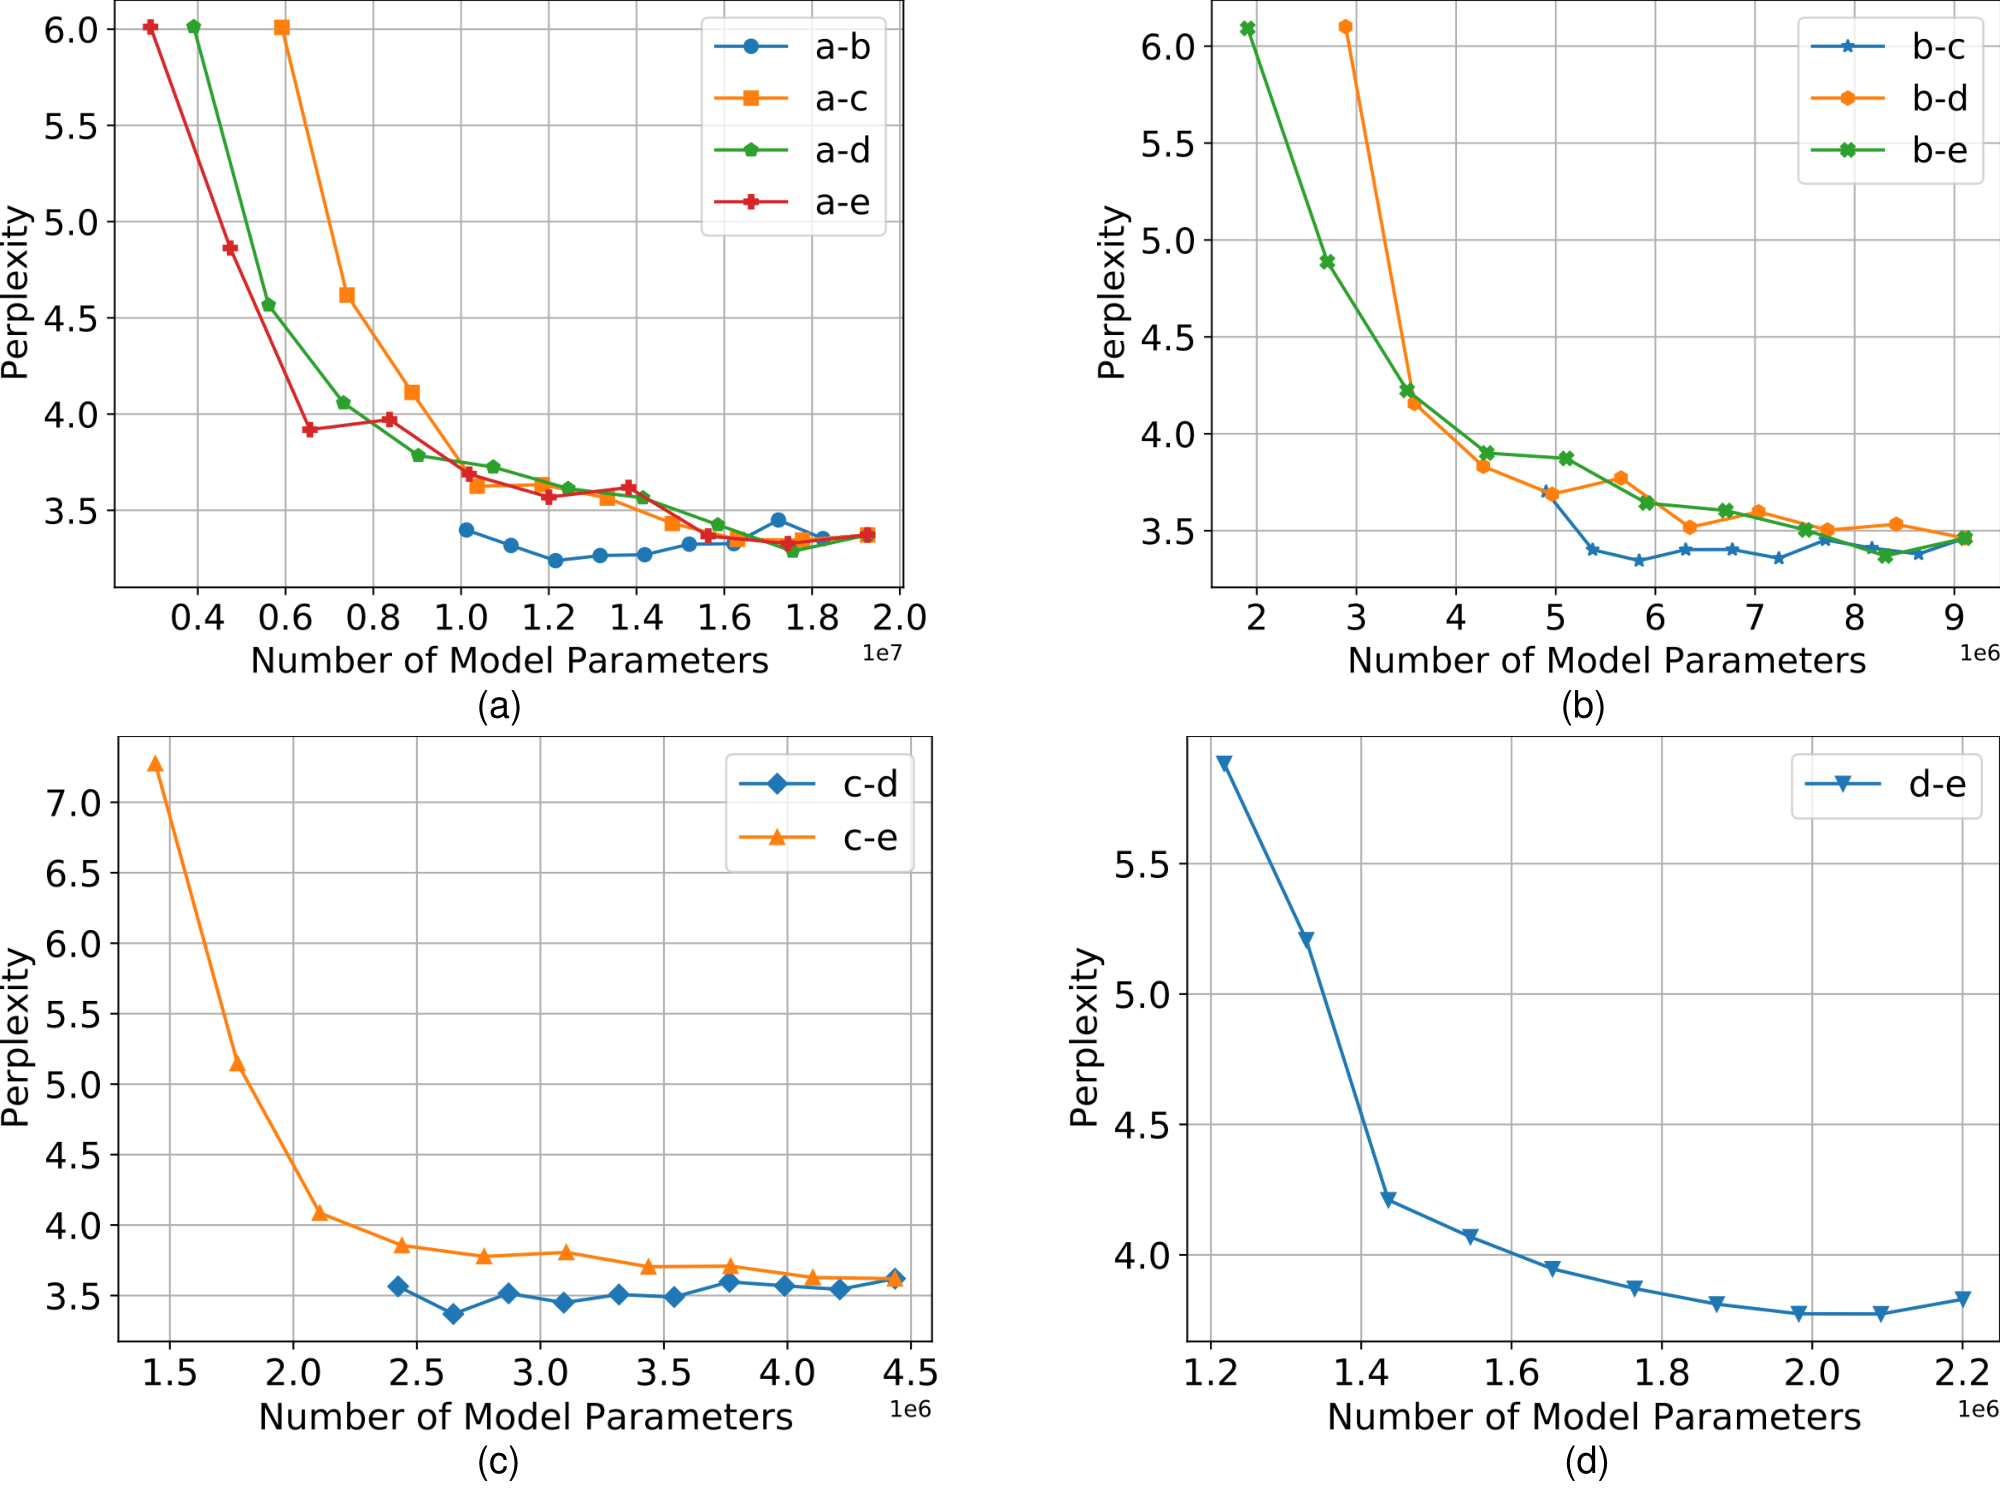 6.0
5.5
5.0
4.5
4.0
3.5
Perplexity
a-b
a-c
a-d
a-e
0.4 0.6 0.8 1.0 1.2 1.4 1.6 1.8 2.0
1e7
Number of Model Parameters
(a)
6.0
5.5
5.0
4.5
4.0
3.5
Perplexity
b-c
b-d
b-e
2 3 4 5 6 7 8 9
1e6
Number of Model Parameters
(b)
7.0
6.5
6.0
5.5
5.0
4.5
4.0
3.5
Perplexity
c-d
c-e
1.5 2.0 2.5 3.0 3.5 4.0 4.5
1e6
Number of Model Parameters
(c)
5.5
5.0
4.5
4.0
Perplexity
d-e
1.2 1.4 1.6 1.8 2.0 2.2
1e6
Number of Model Parameters
(d)